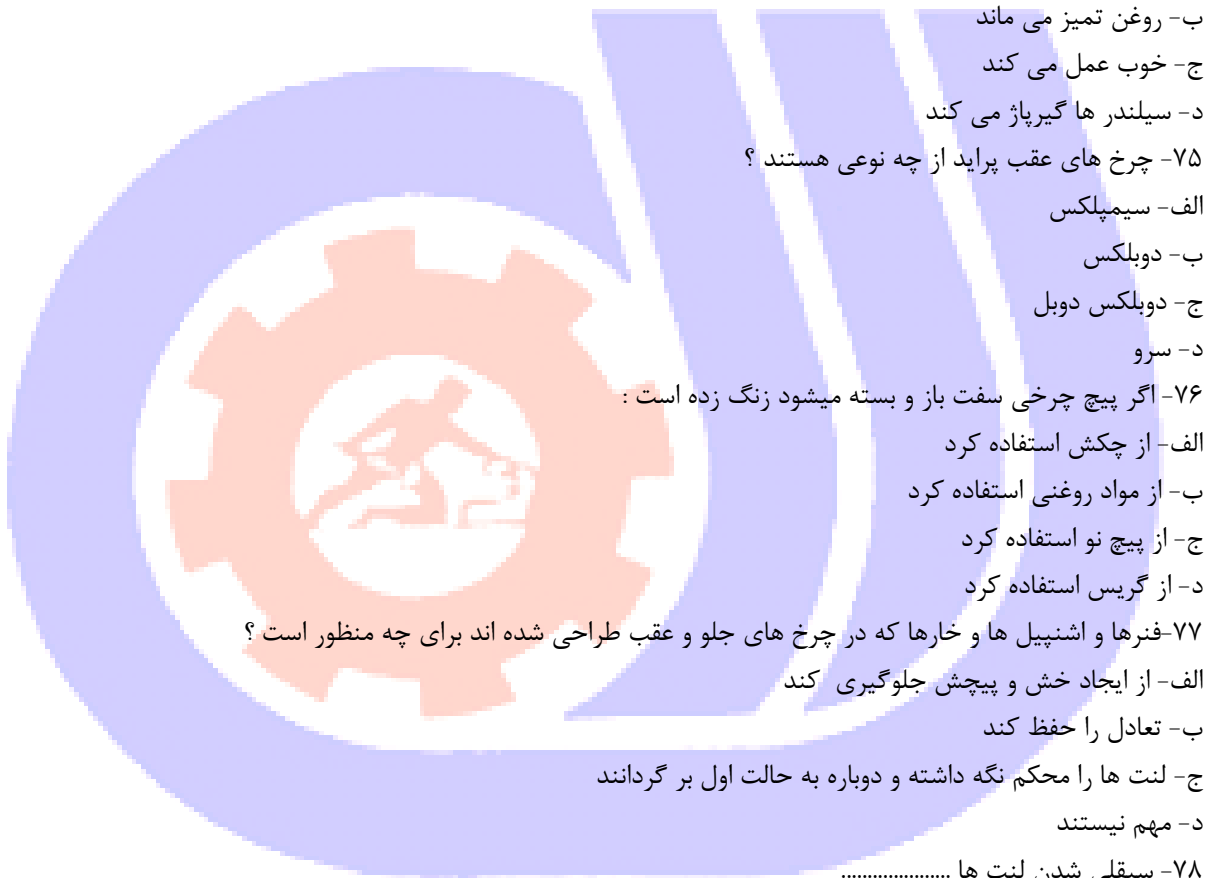 ب- روغن تمیز می ماند
ج- خوب عمل می کند
د- سیلندر ها گیرپاژ می کند
۷۵- چرخ های عقب پراید از چه نوعی هستند ؟
الف- سیمپلکس
ب- دوبلکس
ج- دوبلکس دوبل
د- سرو
۷۶- اگر پیچ چرخی سفت باز و بسته میشود زنگ زده است :
الف- از چکش استفاده کرد
ب- از مواد روغنی استفاده کرد
ج- از پیچ نو استفاده کرد
د- از گریس استفاده کرد
۷۷-فنرها و اشنپیل ها و خارها که در چرخ های جلو و عقب طراحی شده اند برای چه منظور است ؟
الف- از ایجاد خش و پیچش جلوگیری کند
ب- تعادل را حفظ کند
ج- لنت ها را محکم نگه داشته و دوباره به حالت اول بر گردانند
د- مهم نیستند
۷۸- سیقلی شدن لنت ها .....................